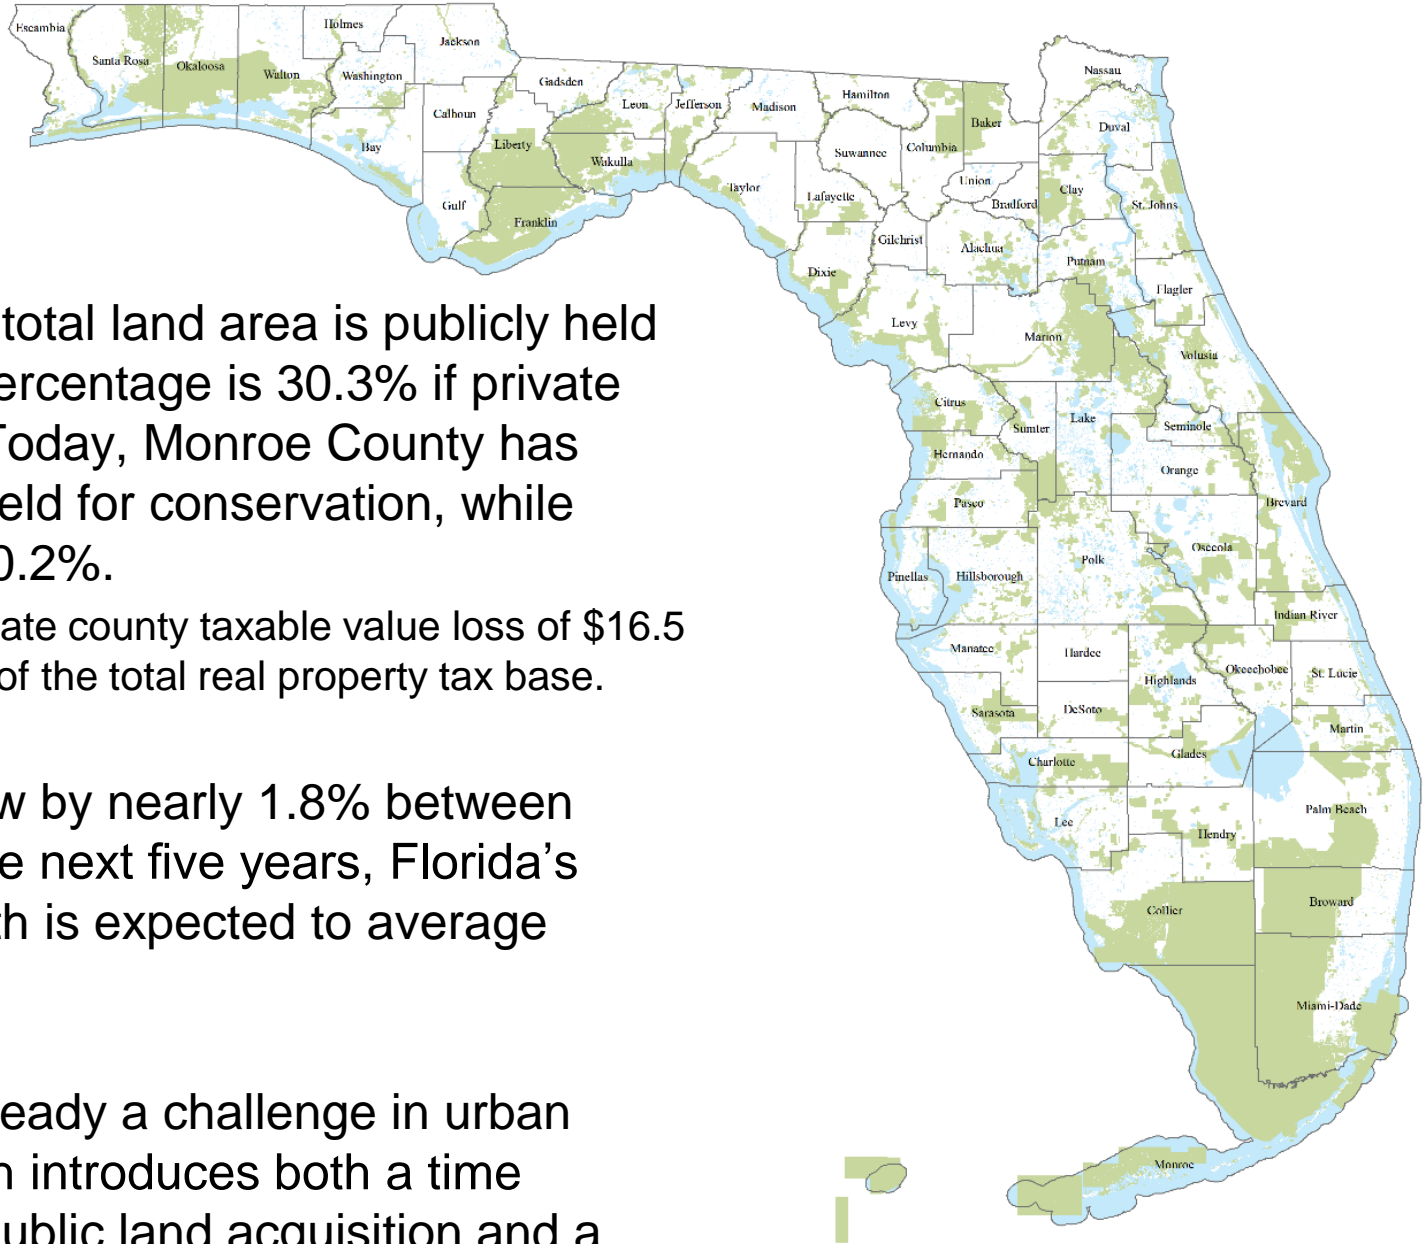 Escambia
Santa Rosa
Okaloosa
Walton
Holmes
Washington
Jackson
Bay
Calhoun
Gulf
Gadsden
Liberty
Franklin
Leon
Wakulla
Jefferson
Madison
Taylor
Hamilton
Suwannee
Lafayette
Dixie
Columbia
Baker
Union
Bradford
Gilchrist
Alachua
Levy
Nassau
Duval
Clay
St. Johns
Putnam
Flagler
Marion
Volusia
Citrus
Sumter
Lake
Seminole
Hernando
Orange
Pasco
Brevard
Osceola
Pinellas
Hillsborough
Polk
Indian River
Manatee
Hardee
Highlands
Okeechobee
St. Lucie
Sarasota
DeSoto
Martin
Charlotte
Glades
Lee
Hendry
Palm Beach
Collier
Broward
Miami-Dade
Monroe
total land area is publicly held
ercentage is 30.3% if private
Today, Monroe County has
eld for conservation, while
0.2%.
ate county taxable value loss of $16.5
of the total real property tax base.
w by nearly 1.8% between
e next five years, Florida’s
th is expected to average
eady a challenge in urban
n introduces both a time
ublic land acquisition and a